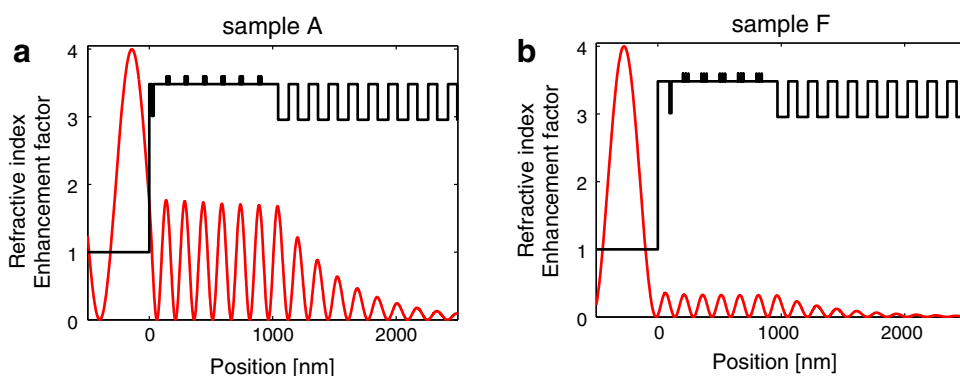 sample A
a
4
3
2
1
0
Refractive index
Enhancement factor
0
1000
2000
Position [nm]
sample F
b
4
3
2
1
0
Refractive index
Enhancement factor
0
1000
2000
Position [nm]